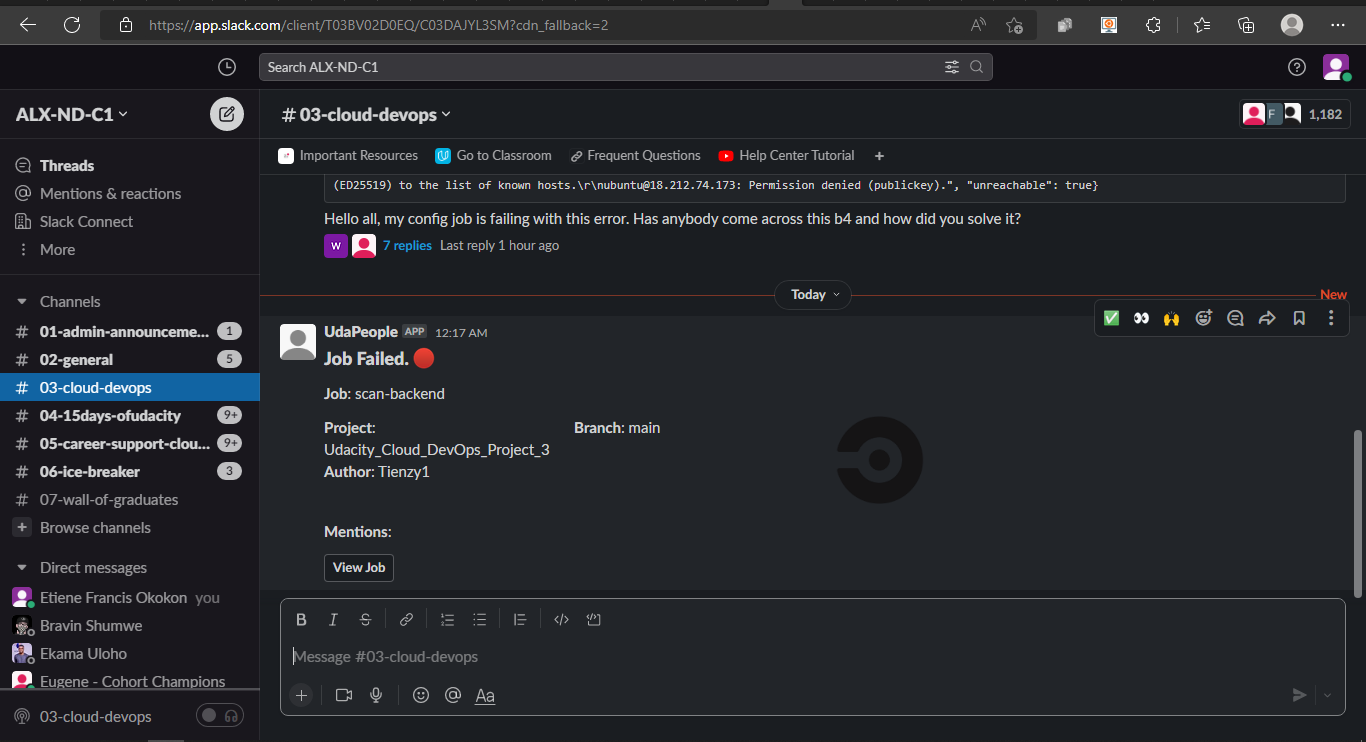 https://app.slack.com/client/T03BV02D0EQ/C03DAJYL3SM?cdn_fallback=2
Search ALX-ND-C1
ALX-ND-C1
Threads
Mentions & reactions
Slack Connect
More
Channels
# 01-admin-announceme... 1
# 02-general 5
# 03-cloud-devops
# 04-15days-ofudacity 9+
# 05-career-support-clou... 9+
# 06-ice-breaker 3
# 07-wall-of-graduates
+ Browse channels
Direct messages
Etiene Francis Okokon you
Bravin Shumwe
Ekama Uloho
Eugene - Cohort Champions
03-cloud-devops
# 03-cloud-devops
F 1,182
Important Resources Go to Classroom Frequent Questions Help Center Tutorial +
(ED25519) to the list of known hosts.\r\nubuntu@18.212.74.173: Permission denied (publickey).", "unreachable": true}
Hello all, my config job is failing with this error. Has anybody come across this b4 and how did you solve it?
W 7 replies Last reply 1 hour ago
Today
New
UdaPeople APP 12:17 AM
Job Failed. 🔴
Job: scan-backend
Project: Branch: main
Udacity_Cloud_DevOps_Project_3
Author: Tienzy1
Mentions:
View Job
B I S
Message #03-cloud-devops
+ @ Aa